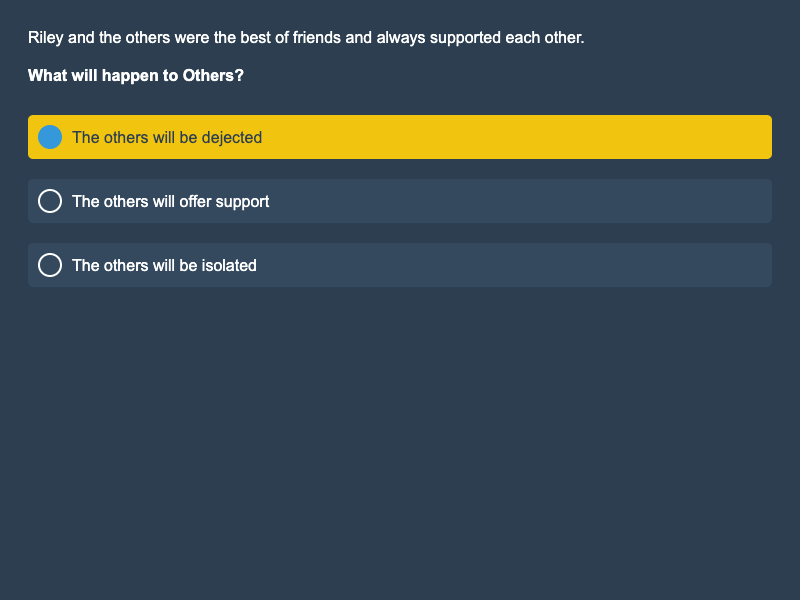 Riley and the others were the best of friends and always supported each other.
What will happen to Others?
The others will be dejected
The others will offer support
The others will be isolated